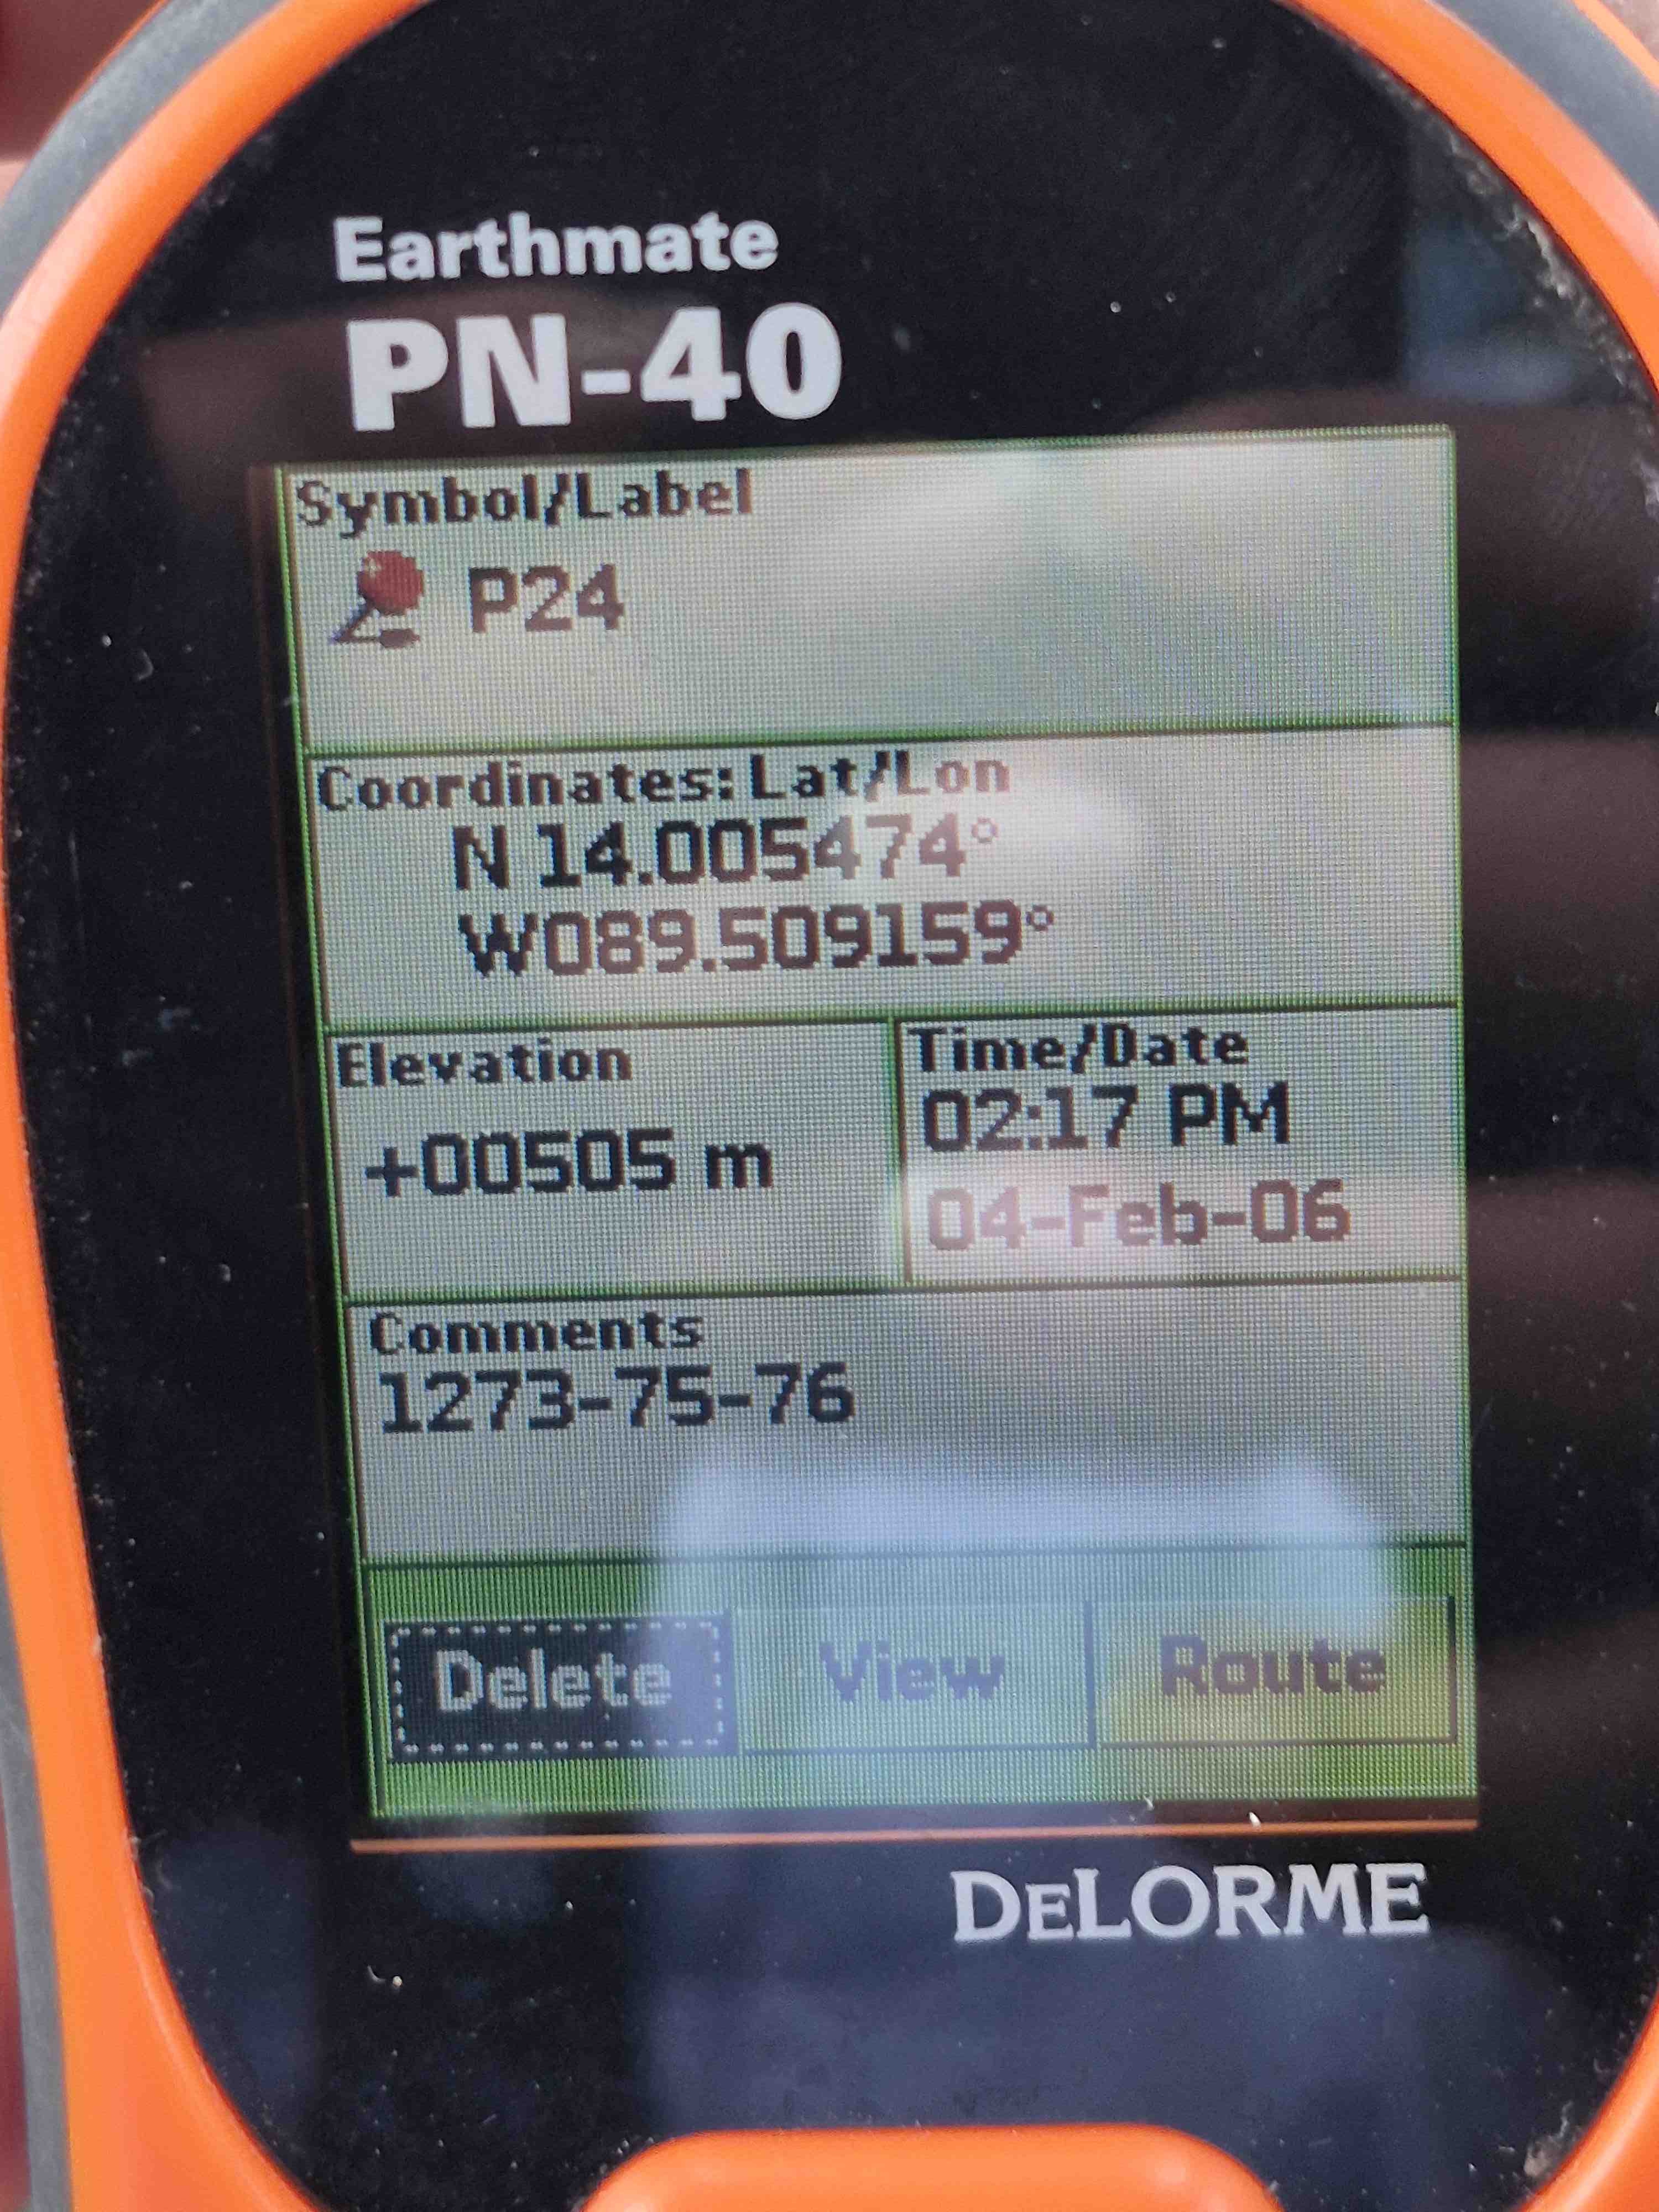 Earthmate
PN-40
Symbol/Label
P24
Coordinates: Lat/Lon
N 14.005474°
W089.509159°
Elevation
+00505 m
Time/Date
02:17 PM
04-Feb-06
Comments
1273-75-76
Delete View Route
DELORME